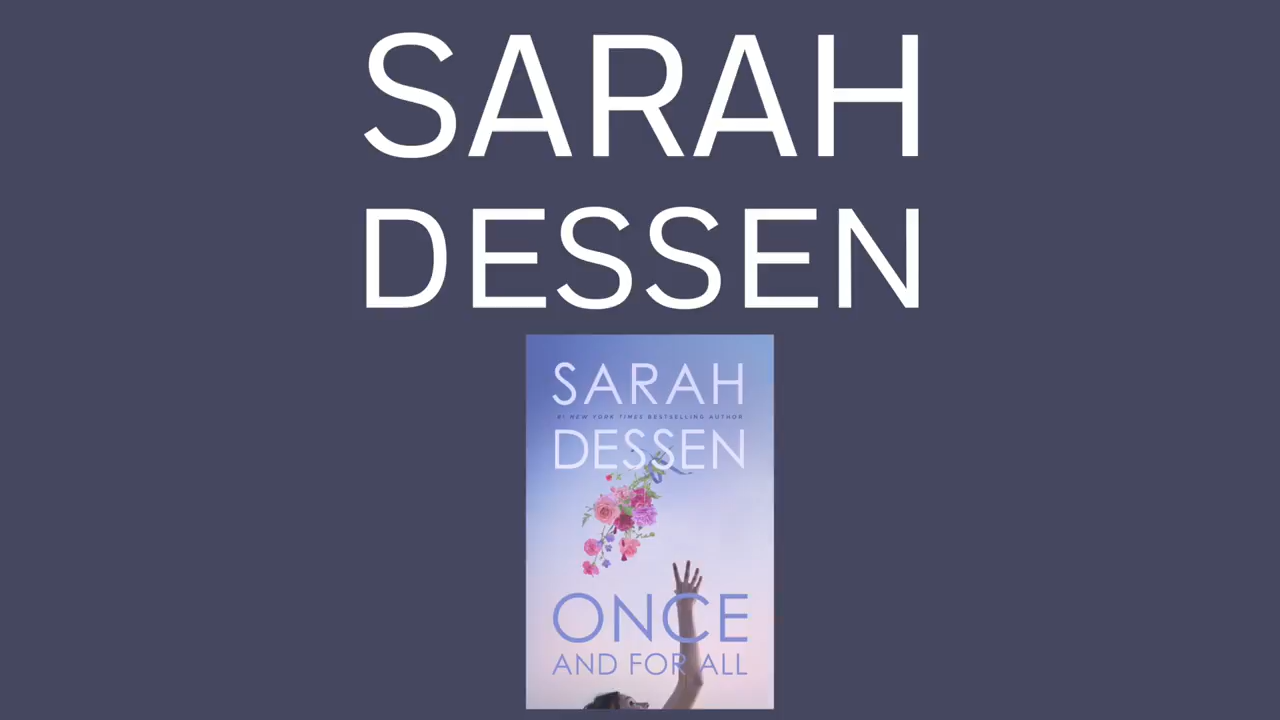 SARAH
DESSEN
SARAH
#1 NEW YORK TIMES BESTSELLING AUTHOR
DESSEN
ONCE
AND FOR ALL